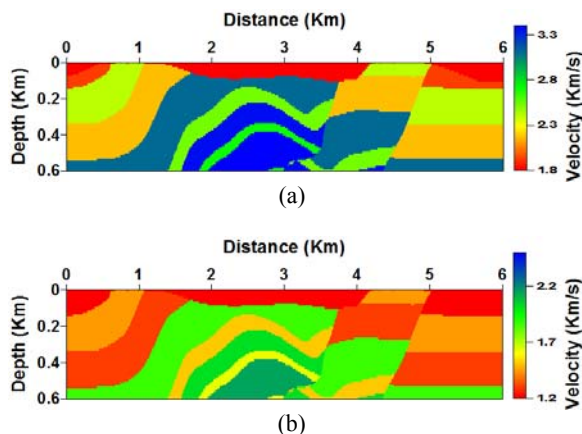 Distance (Km)
0 1 2 3 4 5 6
Depth (Km)
0
0.2
0.4
0.6
3.3
2.8
2.3
1.8
Velocity (Km/s)
(a)
Distance (Km)
0 1 2 3 4 5 6
Depth (Km)
0
0.2
0.4
0.6
2.2
1.7
1.2
Velocity (Km/s)
(b)